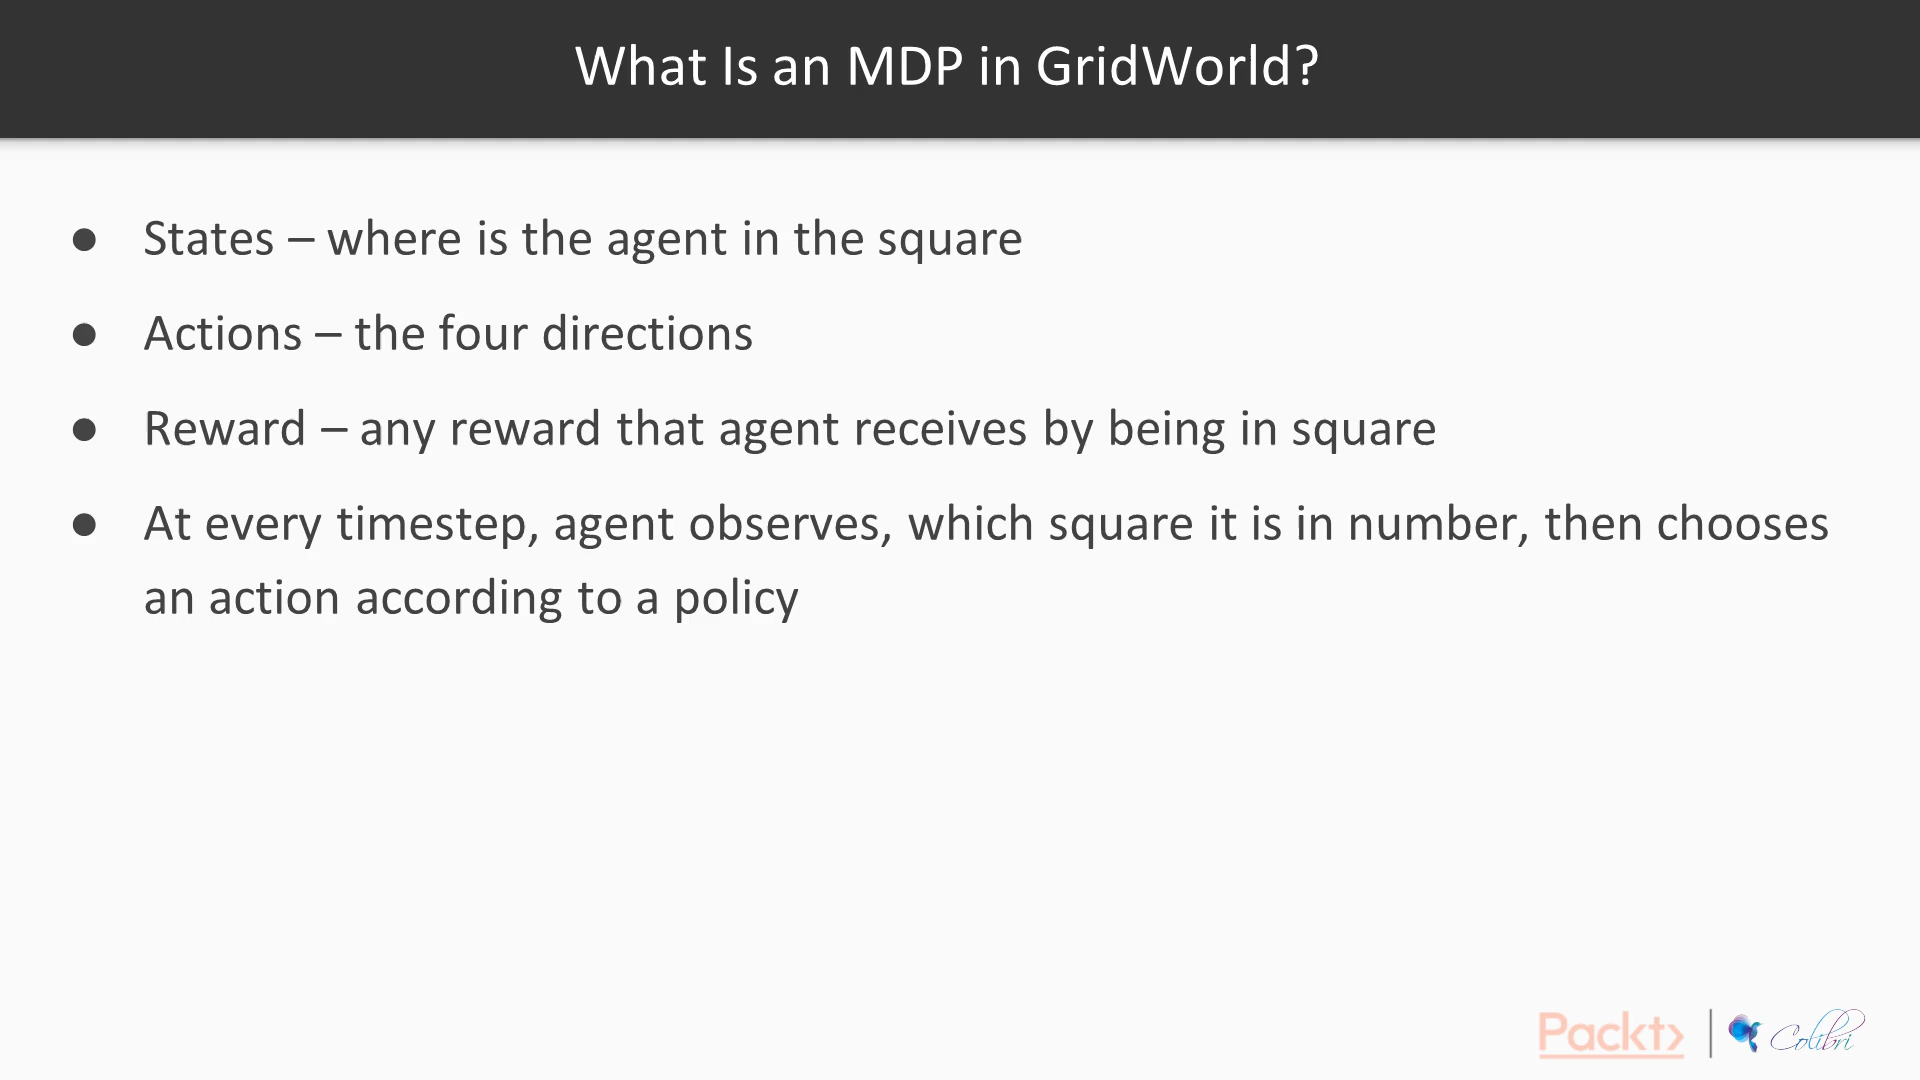 What Is an MDP in GridWorld?
● States – where is the agent in the square
● Actions – the four directions
● Reward – any reward that agent receives by being in square
● At every timestep, agent observes, which square it is in number, then chooses
an action according to a policy
Packt> | Colibri